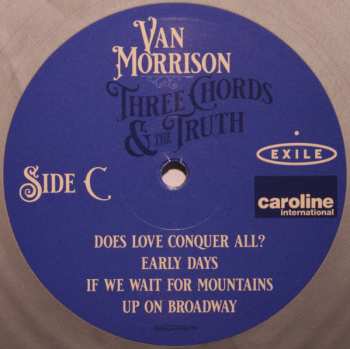 VAN
MORRISON
THREE CHORDS
& THE TRUTH
SIDE C
EXILE
caroline
international
DOES LOVE CONQUER ALL?
EARLY DAYS
IF WE WAIT FOR MOUNTAINS
UP ON BROADWAY